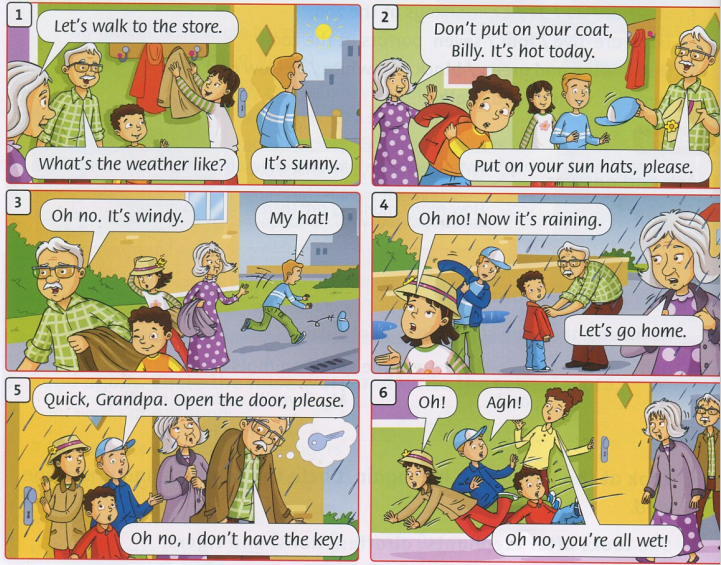 1
Let's walk to the store.
What's the weather like?
It's sunny.
2
Don't put on your coat,
Billy. It's hot today.
Put on your sun hats, please.
3
Oh no. It's windy.
My hat!
4
Oh no! Now it's raining.
Let's go home.
5
Quick, Grandpa. Open the door, please.
Oh no, I don't have the key!
6
Oh!
Agh!
Oh no, you're all wet!